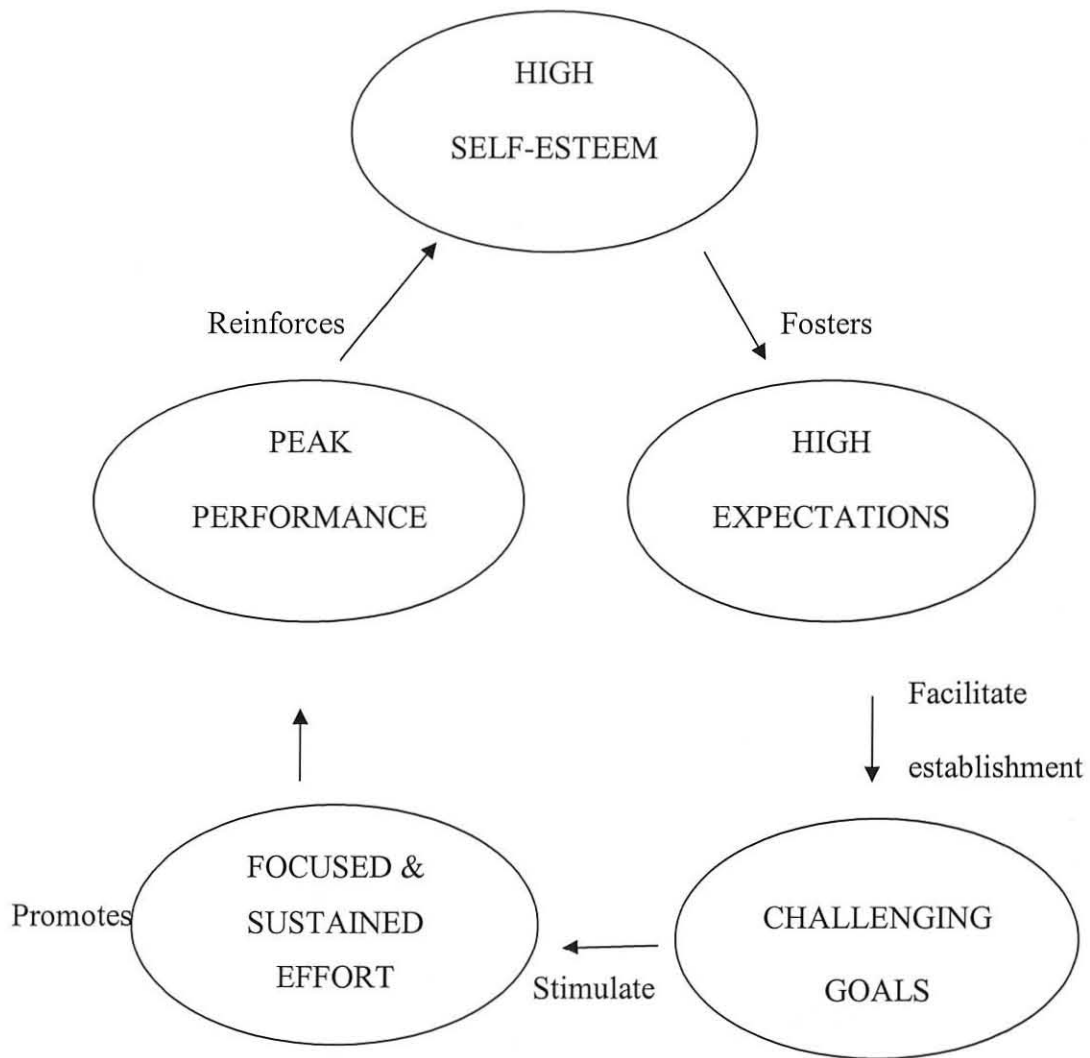 HIGH
SELF-ESTEEM
Reinforces
Fosters
PEAK
PERFORMANCE
HIGH
EXPECTATIONS
Facilitate
establishment
FOCUSED &
SUSTAINED
EFFORT
Promotes
CHALLENGING
GOALS
Stimulate